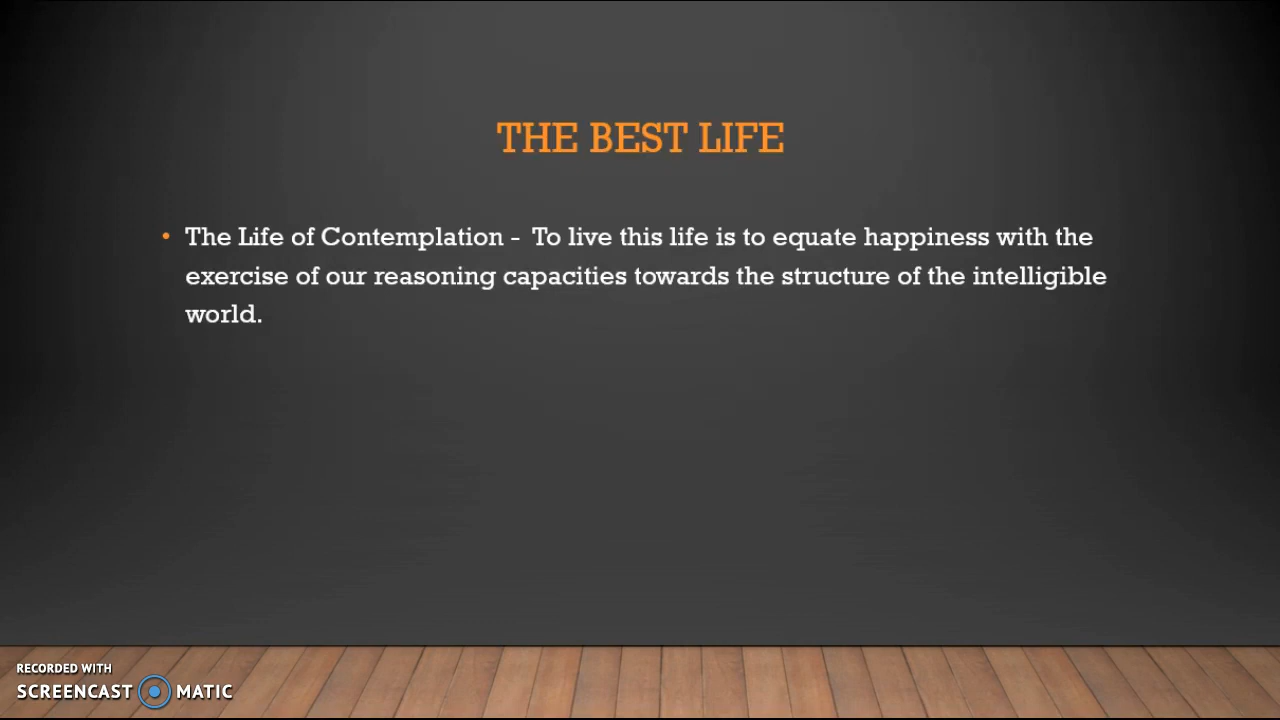 THE BEST LIFE
• The Life of Contemplation - To live this life is to equate happiness with the
exercise of our reasoning capacities towards the structure of the intelligible
world.
RECORDED WITH
SCREENCAST MATIC